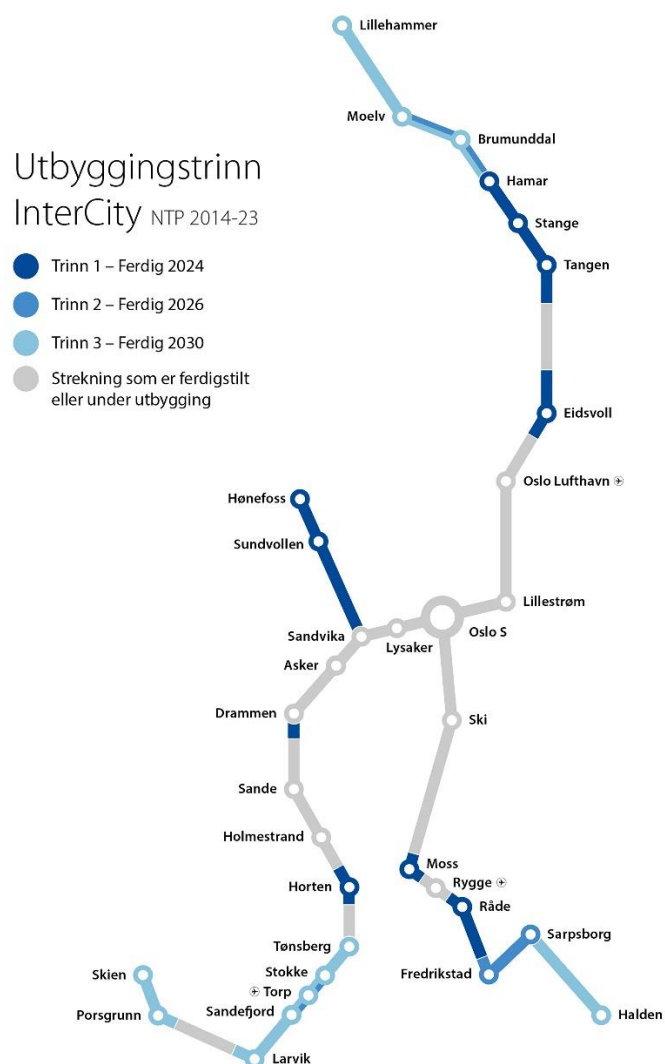 Lillehammer
Moelv
Brumunddal
Utbyggingstrinn
InterCity NTP 2014-23
Hamar
Stange
Trinn 1 – Ferdig 2024
Tangen
Trinn 2 – Ferdig 2026
Trinn 3 – Ferdig 2030
Strekning som er ferdigstilt
eller under utbygging
Eidsvoll
Oslo Lufthavn
Hønefoss
Sundvollen
Lillestrøm
Sandvika
Lysaker
Oslo S
Asker
Drammen
Ski
Sande
Holmestrand
Moss
Rygge
Horten
Råde
Sarpsborg
Tønsberg
Skien
Stokke
Fredrikstad
Torp
Porsgrunn
Sandefjord
Halden
Larvik